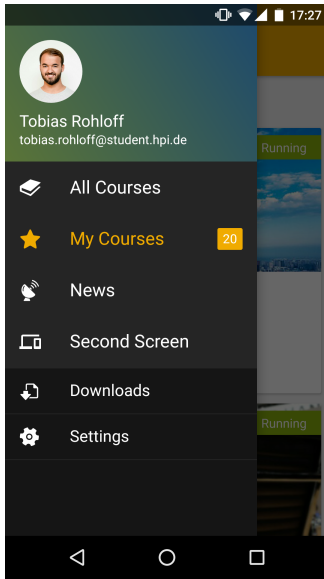 17:27
Tobias Rohloff
tobias.rohloff@student.hpi.de
Running
All Courses
My Courses 20
News
Second Screen
Downloads
Settings
Running